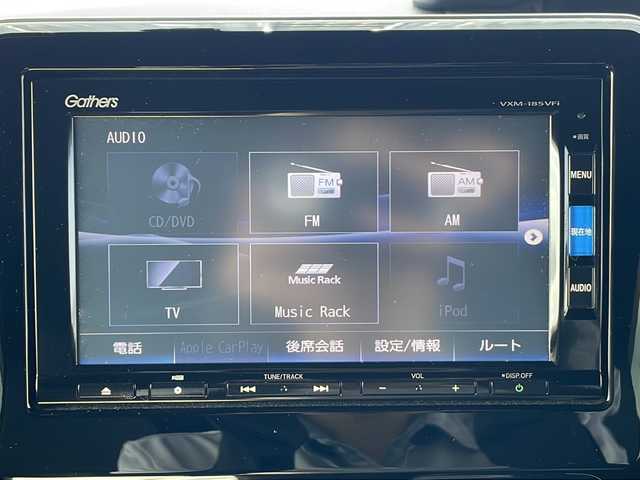 Gathers
VXM-185VFi
AUDIO
CD/DVD
FM
FM
AM
AM
TV
Music Rack
Music Rack
iPod
電話
Apple CarPlay
後席会話
設定/情報
ルート
MENU
現在地
AUDIO
TUNE/TRACK
VOL
− +
DISP.OFF